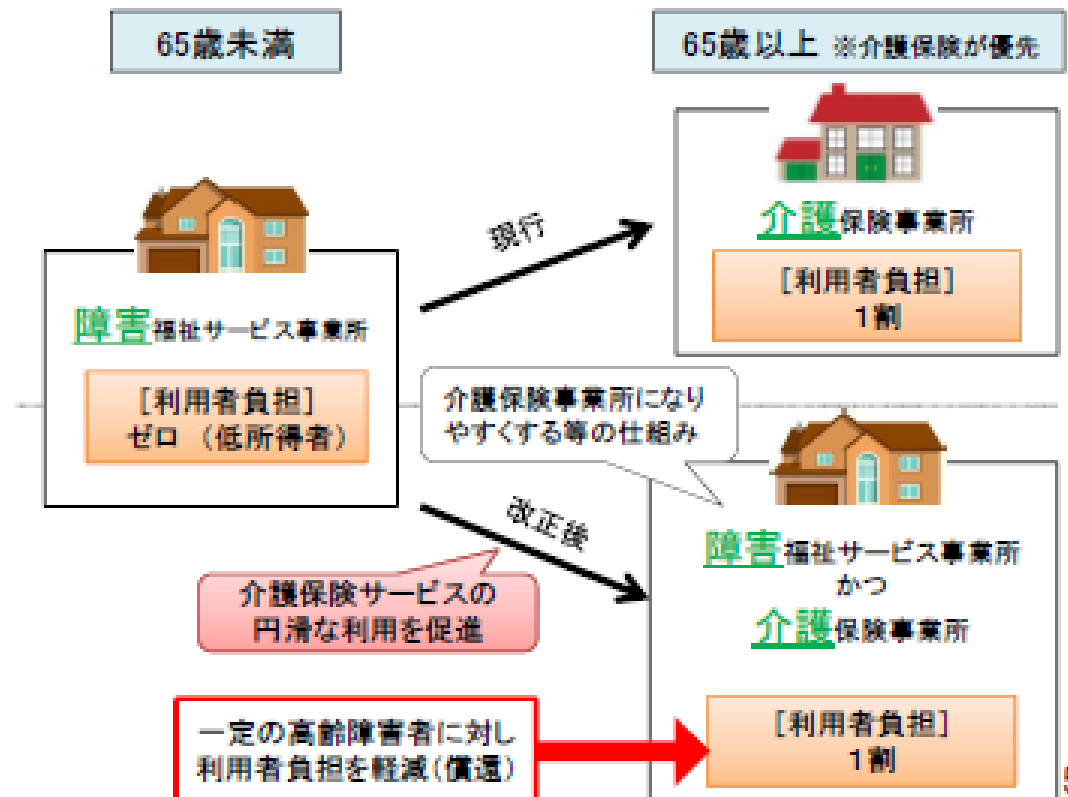 65歳未満
65歳以上 ※介護保険が優先
介護保険事業所
[利用者負担]
1割
現行
障害福祉サービス事業所
[利用者負担]
ゼロ (低所得者)
介護保険事業所になり
やすくする等の仕組み
改正後
介護保険サービスの
円滑な利用を促進
障害福祉サービス事業所
かつ
介護保険事業所
一定の高齢障害者に対し
利用者負担を軽減(償還)
[利用者負担]
1割